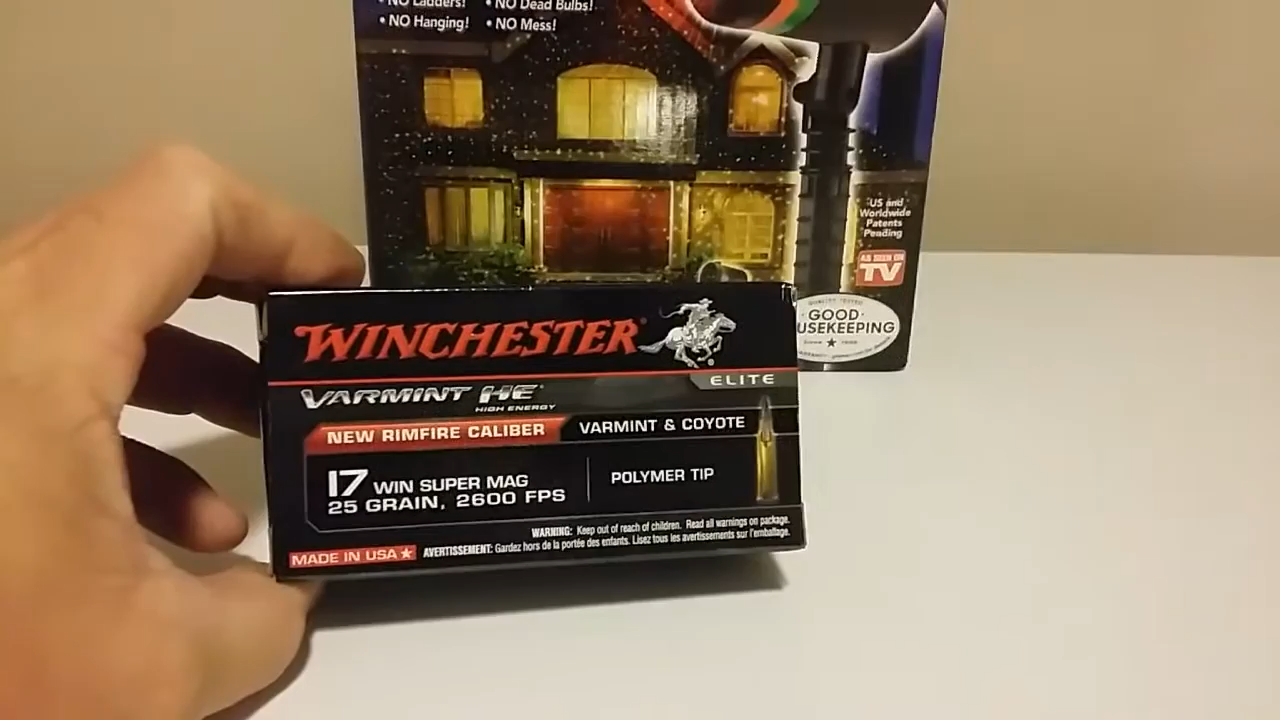 • NO Ladders! • NO Dead Bulbs!
• NO Hanging! • NO Mess!
US and
Worldwide
Patents
Pending
AS SEEN ON
TV
QUALITY TESTED
GOOD
USEKEEPING
WINCHESTER
ELITE
VARMINT HE
HIGH ENERGY
NEW RIMFIRE CALIBER VARMINT & COYOTE
17 WIN SUPER MAG
25 GRAIN, 2600 FPS
POLYMER TIP
WARNING: Keep out of reach of children. Read all warnings on package.
MADE IN USA AVERTISSEMENT: Gardez hors de la portée des enfants. Lisez tous les avertissements sur l'emballage.